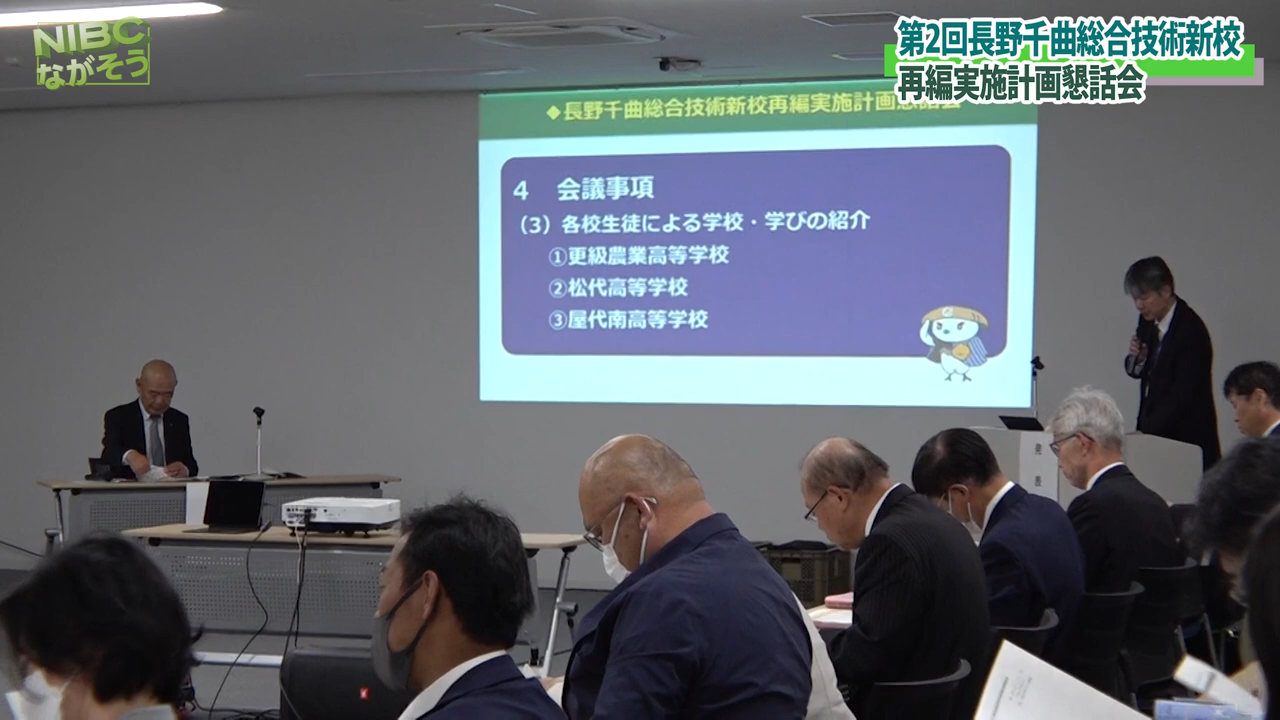 NIBC
ながそう
第2回長野千曲総合技術新校
再編実施計画懇話会
◆長野千曲総合技術新校再編実施計画懇話会
4 会議事項
（3）各校生徒による学校・学びの紹介
①更級農業高等学校
②松代高等学校
③屋代南高等学校
発